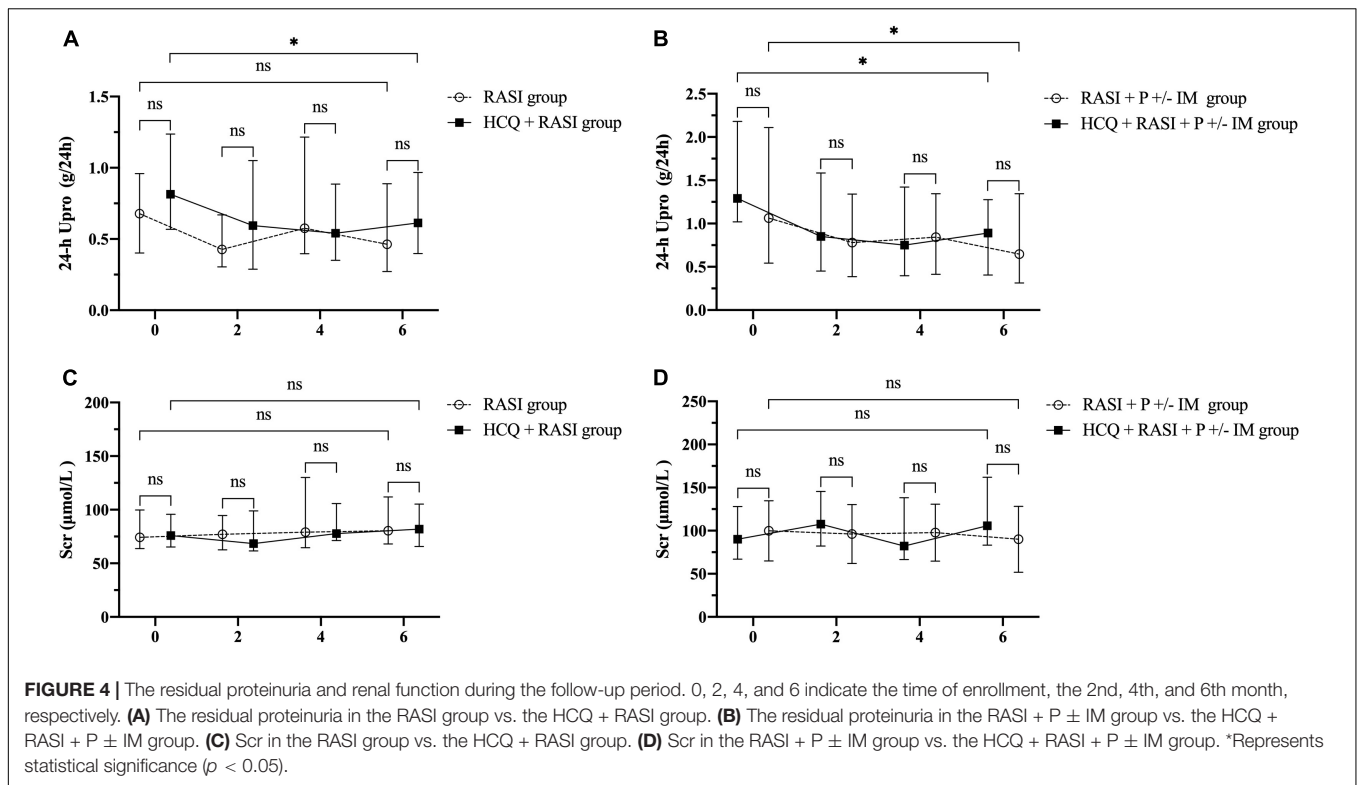 A
*
ns
ns
ns
ns
ns
1.5
1.0
0.5
0.0
24-h Upro (g/24h)
0 2 4 6
RASI group
HCQ + RASI group
B
*
*
ns
ns
ns
ns
2.5
2.0
1.5
1.0
0.5
0.0
24-h Upro (g/24h)
0 2 4 6
RASI + P +/- IM group
HCQ + RASI + P +/- IM group
C
ns
ns
ns
ns
ns
ns
200
150
100
50
0
Scr (μmol/L )
0 2 4 6
RASI group
HCQ + RASI group
D
ns
ns
ns
ns
ns
ns
250
200
150
100
50
0
Scr (μmol/L )
0 2 4 6
RASI + P +/- IM group
HCQ + RASI + P +/- IM group
FIGURE 4 | The residual proteinuria and renal function during the follow-up period. 0, 2, 4, and 6 indicate the time of enrollment, the 2nd, 4th, and 6th month,
respectively. (A) The residual proteinuria in the RASI group vs. the HCQ + RASI group. (B) The residual proteinuria in the RASI + P ± IM group vs. the HCQ +
RASI + P ± IM group. (C) Scr in the RASI group vs. the HCQ + RASI group. (D) Scr in the RASI + P ± IM group vs. the HCQ + RASI + P ± IM group. *Represents
statistical significance (p < 0.05).